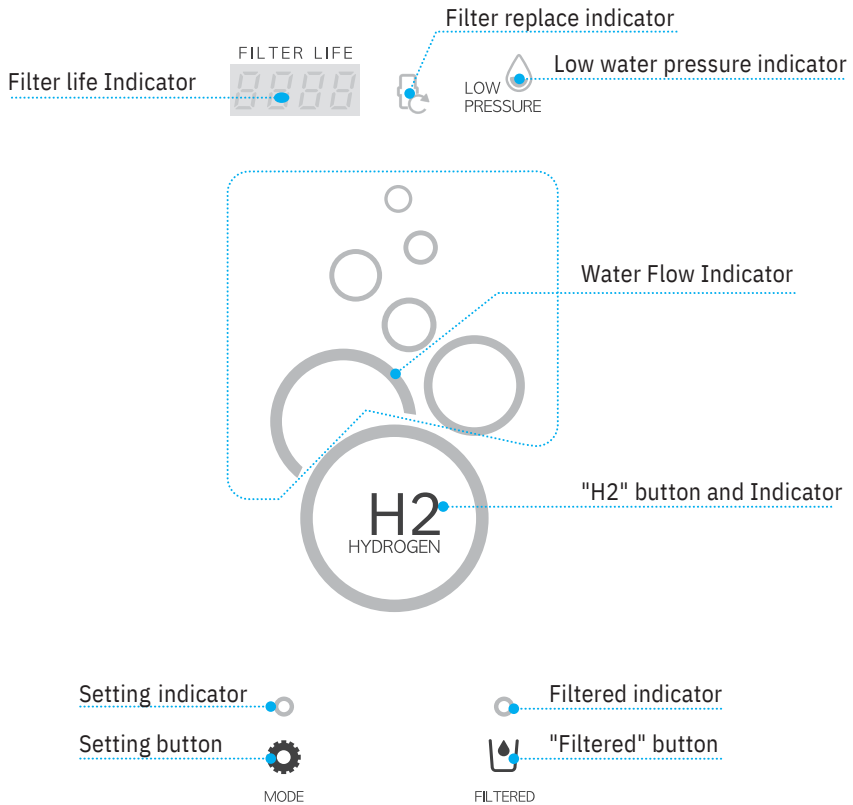 Filter replace indicator
FILTER LIFE
Low water pressure indicator
Filter life Indicator
8888
LOW
PRESSURE
Water Flow Indicator
"H2" button and Indicator
H2
HYDROGEN
Setting indicator
Filtered indicator
Setting button
"Filtered" button
MODE
FILTERED